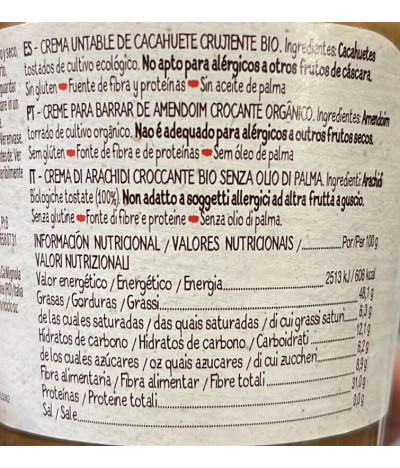 ES - CREMA UNTABLE DE CACAHUETE CRUJIENTE BIO. Ingredientes: Cacahuetes
tostados de cultivo ecológico. No apto para alérgicos a otros frutos de cáscara.
Sin gluten Fuente de fibra y proteínas Sin aceite de palma
PT - CREME PARA BARRAR DE AMENDOIM CROCANTE ORGÂNICO. Ingredientes: Amendoim
torrado de cultivo orgânico. Nao é adequado para alérgicos a outros frutos secos.
Sem glúten Fonte de fibra e de proteínas Sem óleo de palma
IT - CREMA DI ARACHIDI CROCCANTE BIO SENZA OLIO DI PALMA. Ingredienti: Arachidi
Biologiche tostate (100%). Non adatto a soggetti allergici ad altra frutta a guscio.
Senza glutine Fonte di fibre e proteine Senza olio di palma.
INFORMACIÓN NUTRICIONAL / VALORES NUTRICIONAIS / Por/Per 100g
VALORI NUTRIZIONALI
Valor energético / Energético / Energia 2513 kJ / 606 kcal
Grasas / Gorduras / Grassi 48,1g
de las cuales saturadas / das quais saturadas / di cui grassi saturi 6,3g
Hidratos de carbono / Hidratos de carbono / Carboidrati 12,1g
de los cuales azúcares / oz quais azucares / di cui zuccheri 6,2g
Fibra alimentaria / Fibra alimentar / Fibre totali 8,9g
Proteínas / Proteine totali 31,0g
Sal / Sale 0,0g